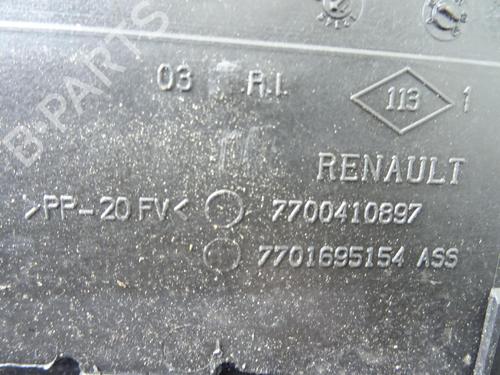 03 .R.I.
113 1
RENAULT
>PP-20 FV< 7700410897
7701695154 ASS
B-PARTS